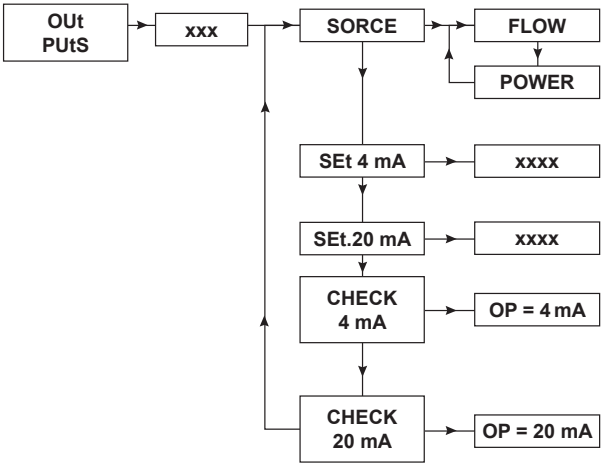 OUt
PUtS
xxx
SORCE
FLOW
POWER
SEt 4 mA
xxxx
SEt.20 mA
xxxx
CHECK
4 mA
OP = 4 mA
CHECK
20 mA
OP = 20 mA